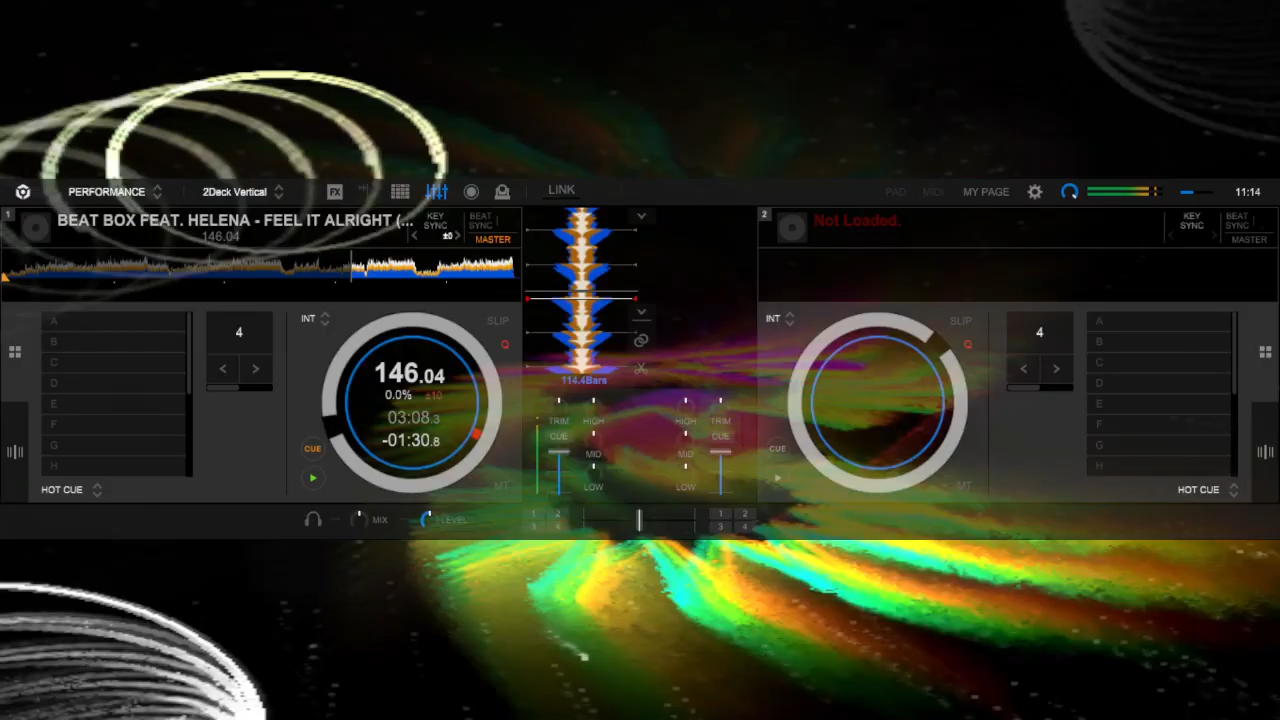 PERFORMANCE 2Deck Vertical FX LINK PAD MIDI MY PAGE 11:14
1 BEAT BOX FEAT. HELENA - FEEL IT ALRIGHT (... KEY SYNC BEAT SYNC
146.04 ±0 MASTER
2 Not Loaded. KEY SYNC BEAT SYNC MASTER
A
B
C
D
E
F
G
H
HOT CUE
4
INT SLIP
Q
146.04
0.0% ±10
03:08.3
-01:30.8
CUE
MT
114.4Bars
TRIM HIGH HIGH TRIM
CUE CUE
MID MID
LOW LOW
INT SLIP
Q
CUE
MT
4
A
B
C
D
E
F
G
H
HOT CUE
MIX LEVEL
1 2 1 2
3 4 3 4